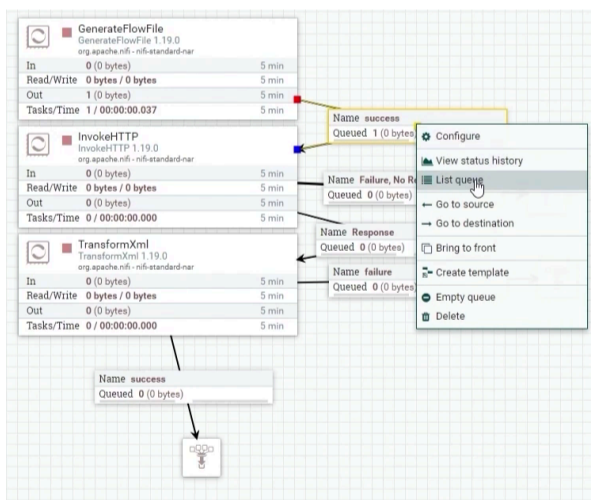 GenerateFlowFile
GenerateFlowFile 1.19.0
org.apache.nifi - nifi-standard-nar
In 0 (0 bytes) 5 min
Read/Write 0 bytes / 0 bytes 5 min
Out 1 (0 bytes) 5 min
Tasks/Time 1 / 00:00:00.037 5 min
Name success
Queued 1 (0 bytes)
InvokeHTTP
InvokeHTTP 1.19.0
org.apache.nifi - nifi-standard-nar
In 0 (0 bytes) 5 min
Read/Write 0 bytes / 0 bytes 5 min
Out 0 (0 bytes) 5 min
Tasks/Time 0 / 00:00:00.000 5 min
Name Failure, No Re
Queued 0 (0 bytes)
Name Response
Queued 0 (0 bytes)
TransformXml
TransformXml 1.19.0
org.apache.nifi - nifi-standard-nar
In 0 (0 bytes) 5 min
Read/Write 0 bytes / 0 bytes 5 min
Out 0 (0 bytes) 5 min
Tasks/Time 0 / 00:00:00.000 5 min
Name failure
Queued 0 (0 bytes)
Configure
View status history
List queue
Go to source
Go to destination
Bring to front
Create template
Empty queue
Delete
Name success
Queued 0 (0 bytes)